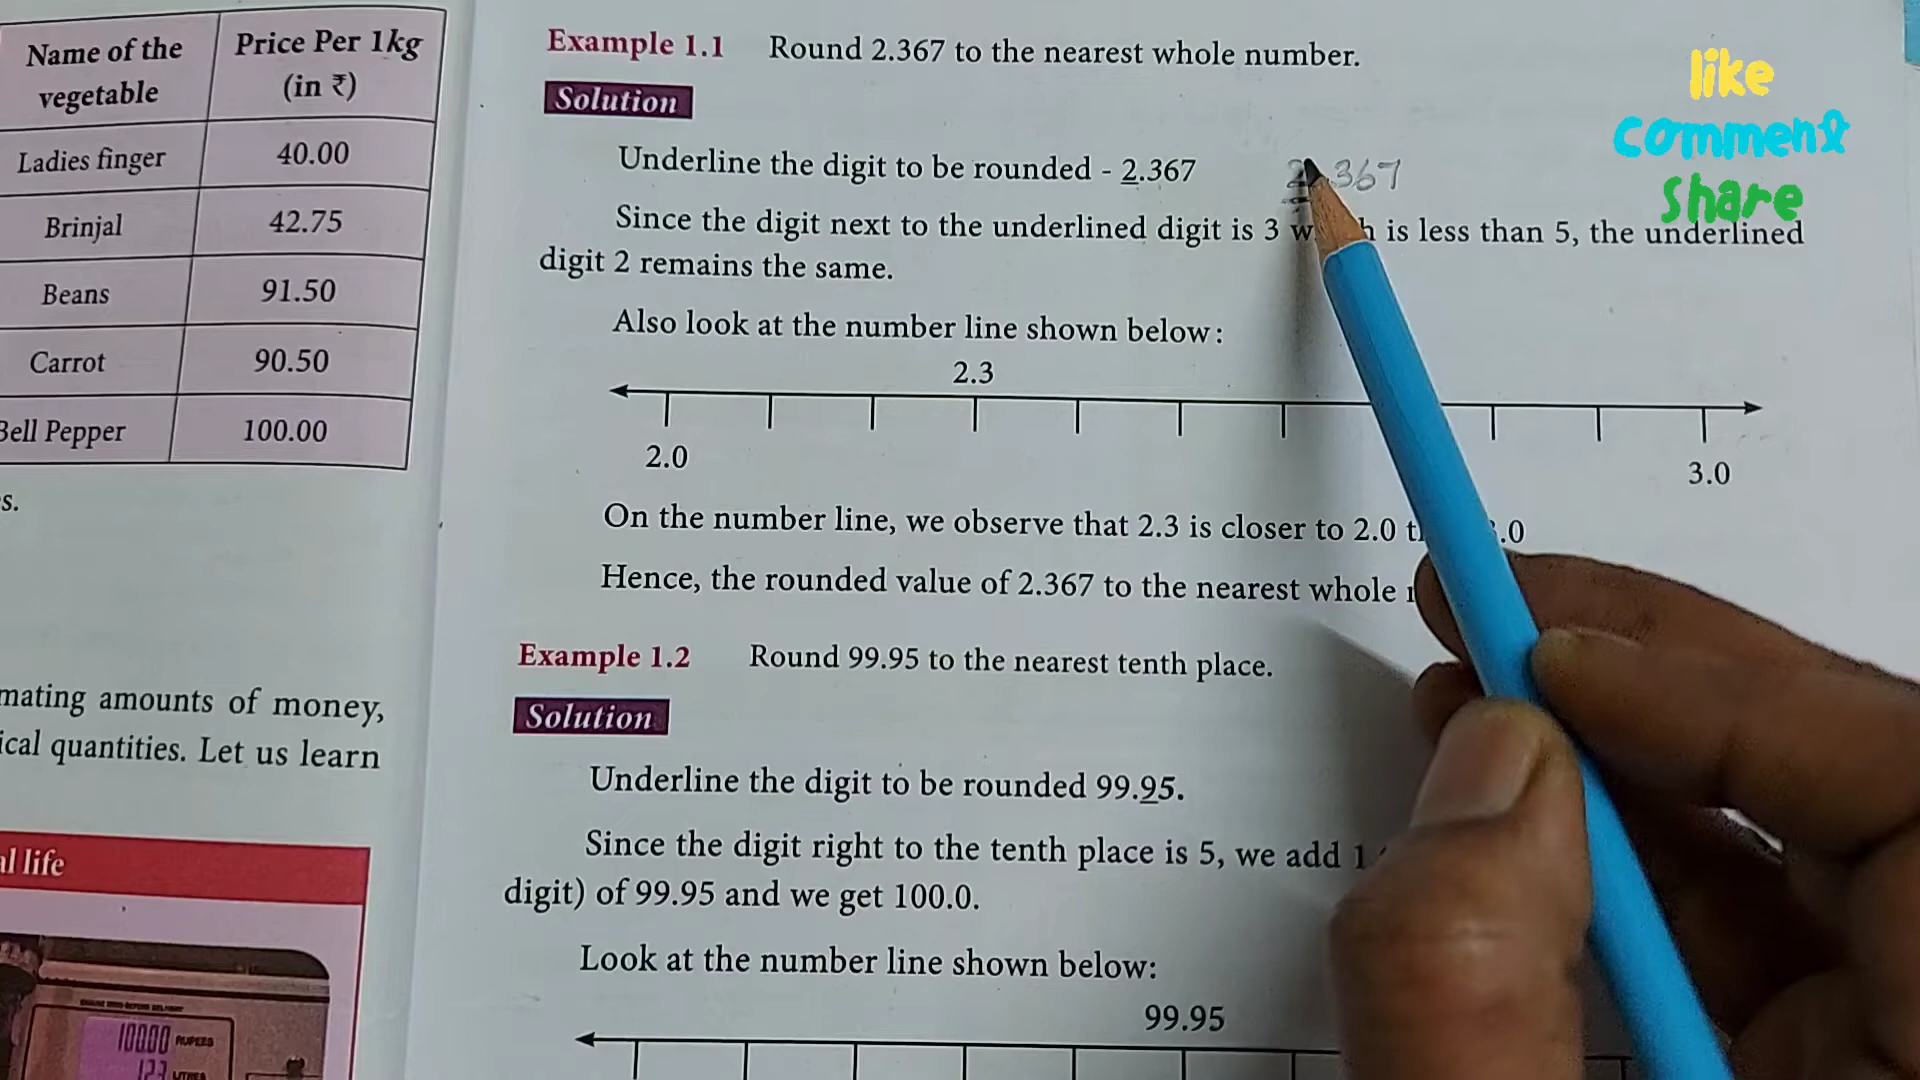 Name of the vegetable
Price Per 1kg (in ₹)
Ladies finger 40.00
Brinjal 42.75
Beans 91.50
Carrot 90.50
Bell Pepper 100.00
s.
mating amounts of money,
ical quantities. Let us learn
al life
10000 RUPEES
Example 1.1 Round 2.367 to the nearest whole number.
Solution
Underline the digit to be rounded - 2.367 2.367
Since the digit next to the underlined digit is 3 is less than 5, the underlined
digit 2 remains the same.
Also look at the number line shown below:
2.3
2.0
3.0
On the number line, we observe that 2.3 is closer to 2.0
Hence, the rounded value of 2.367 to the nearest whole
Example 1.2 Round 99.95 to the nearest tenth place.
Solution
Underline the digit to be rounded 99.95.
Since the digit right to the tenth place is 5, we add 1
digit) of 99.95 and we get 100.0.
Look at the number line shown below:
99.95
like
comment
share